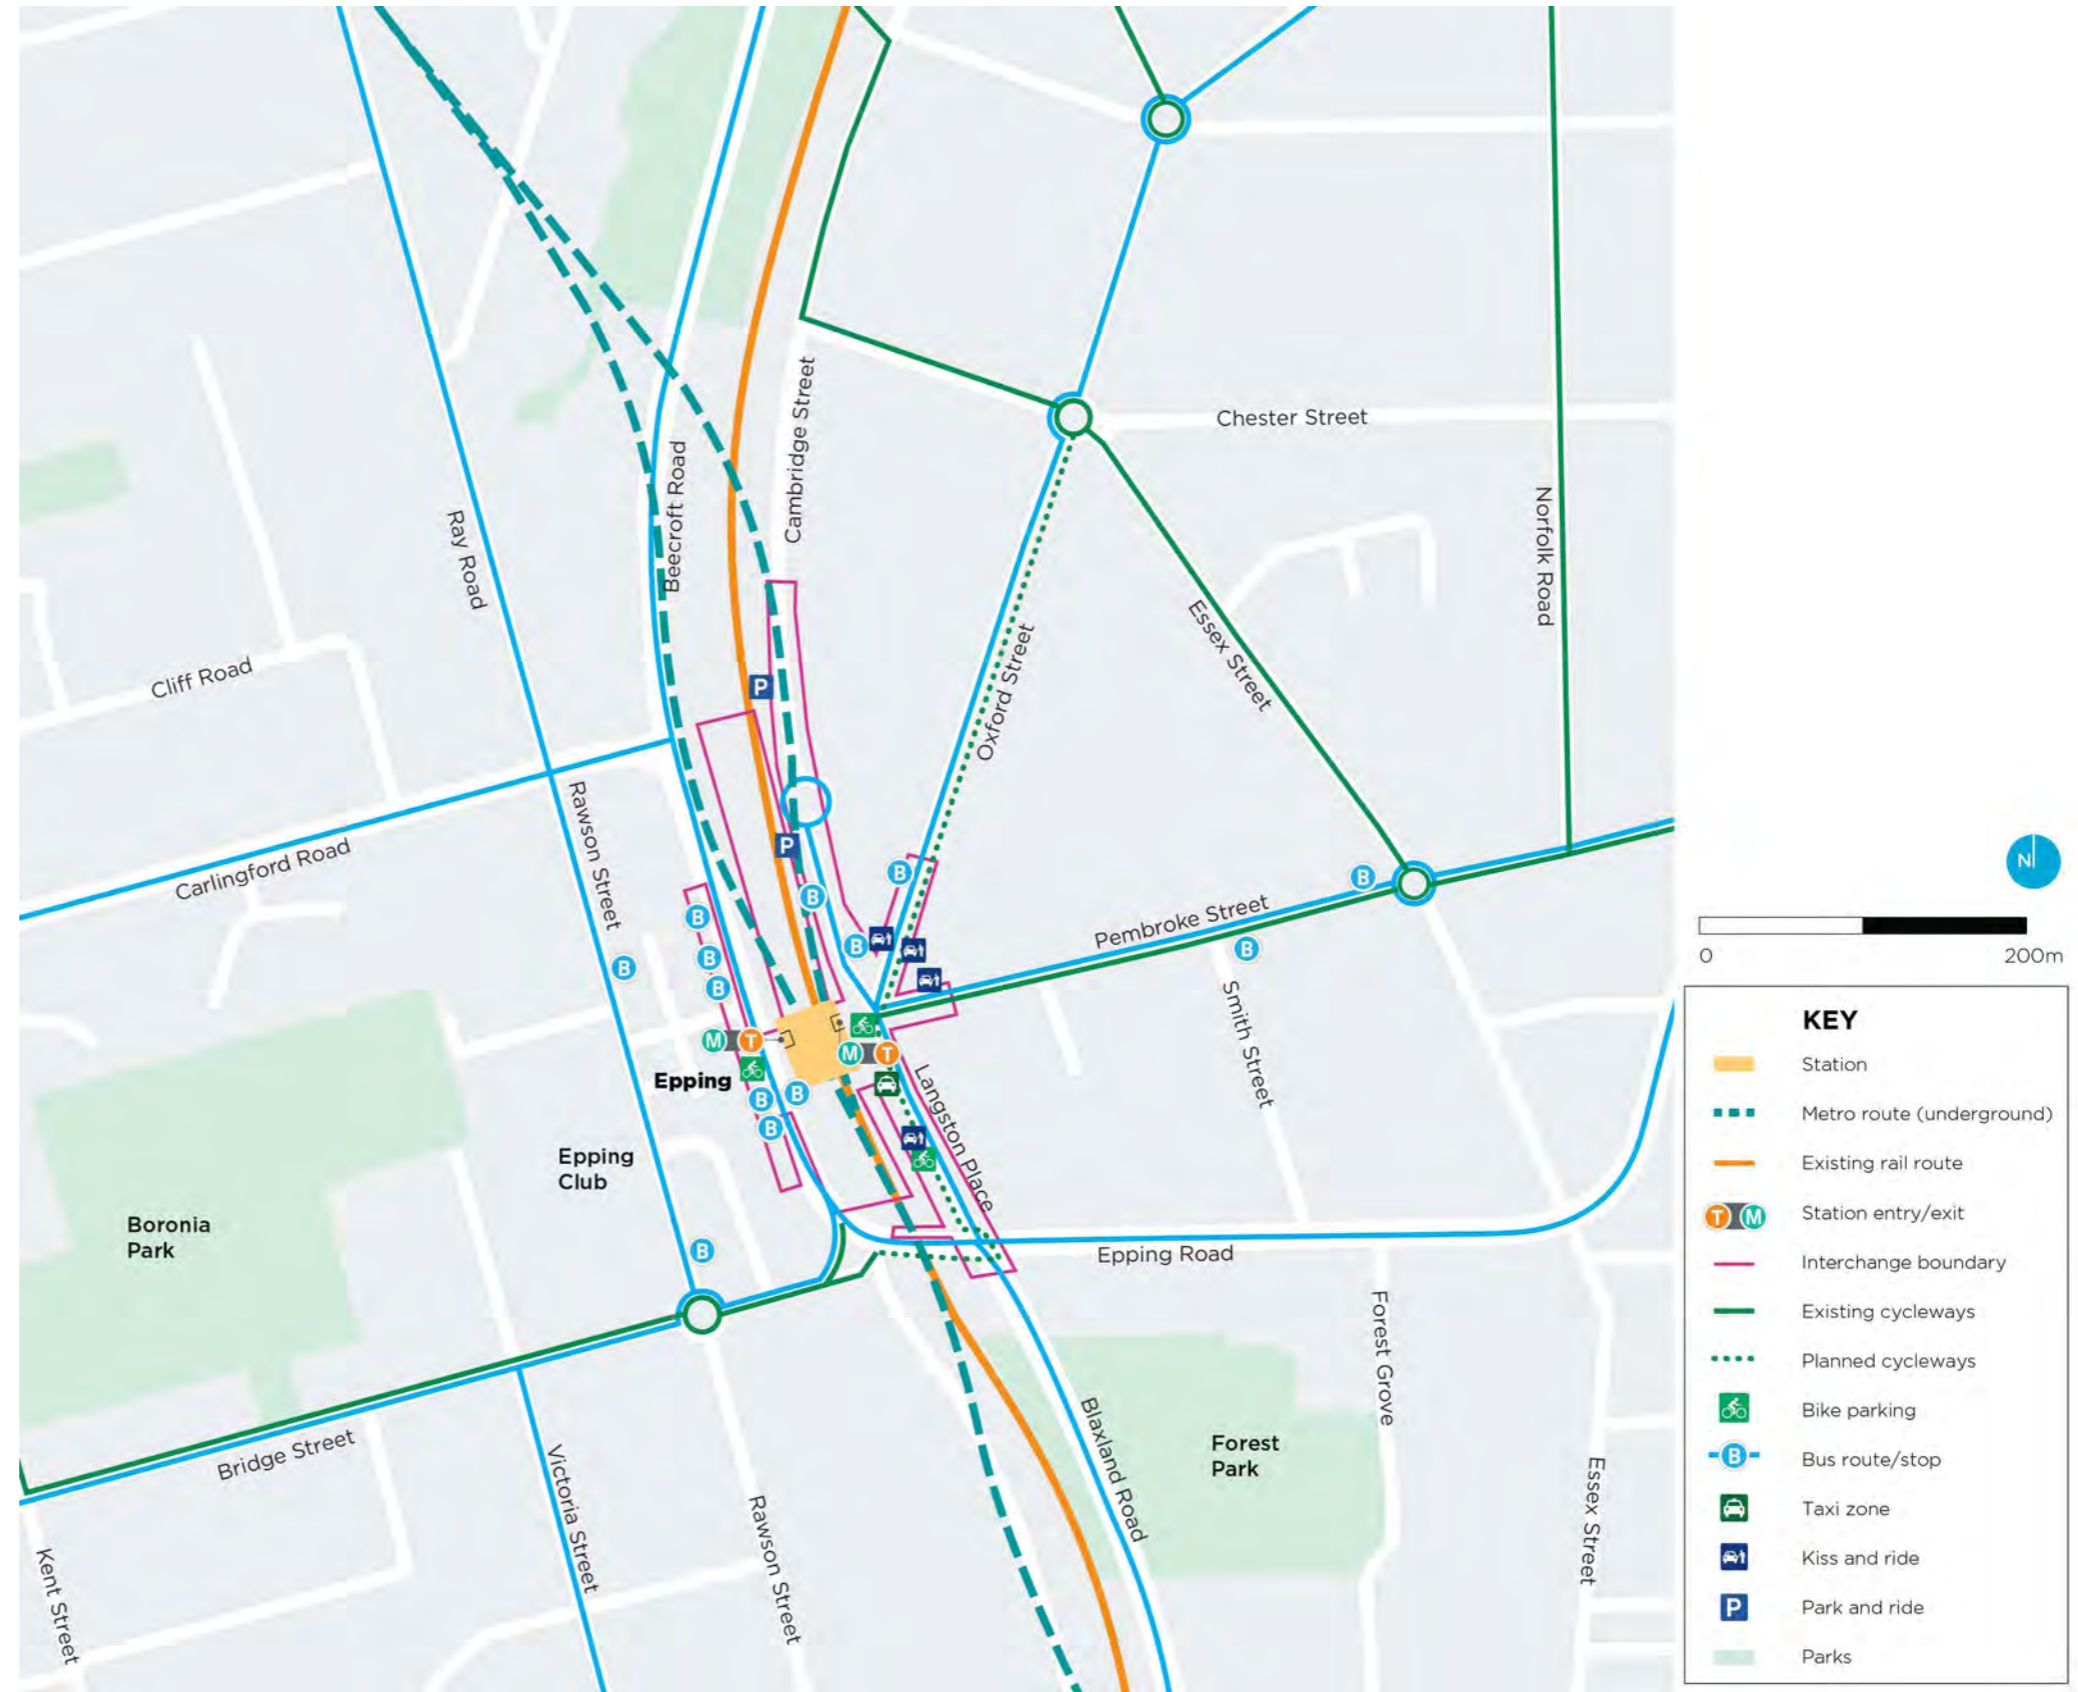 Chester Street
Cambridge Street
Beecroft Road
Ray Road
Norfolk Road
Essex Street
Oxford Street
Cliff Road
P
Rawson Street
Carlingford Road
P
B
B
B
Pembroke Street
B
B
B
B
B
B
B
Smith Street
M T
M T
Epping
B
B
B
Langston Place
Epping
Club
Boronia
Park
B
Epping Road
Forest Grove
Blaxland Road
Forest
Park
Bridge Street
Victoria Street
Rawson Street
Essex Street
Kent Street
N
0 200m
KEY
Station
Metro route (underground)
Existing rail route
T M Station entry/exit
Interchange boundary
Existing cycleways
Planned cycleways
Bike parking
B Bus route/stop
Taxi zone
Kiss and ride
P Park and ride
Parks